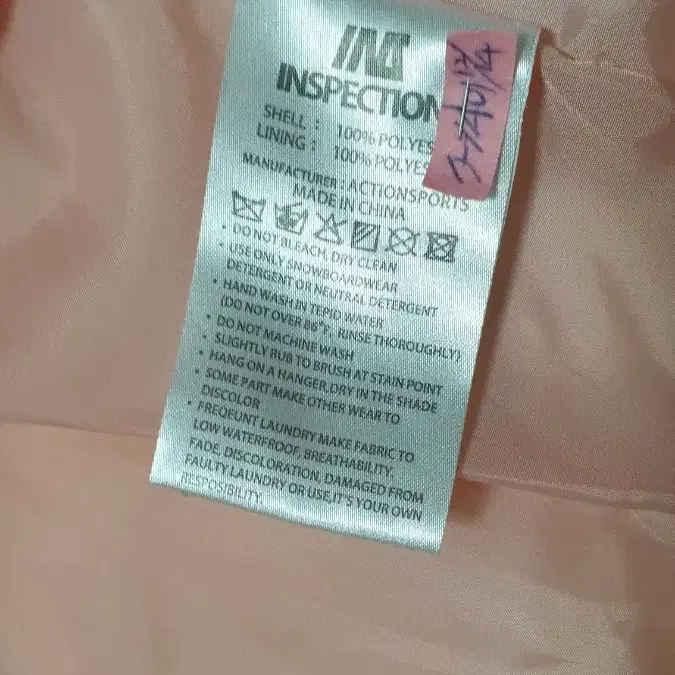 INSPECTION
SHELL : 100% POLYES
LINING : 100% POLYES
MANUFACTURER : ACTIONSPORTS
MADE IN CHINA
• DO NOT BLEACH, DRY CLEAN
• USE ONLY SNOWBOARDWEAR
DETERGENT OR NEUTRAL DETERGENT
• HAND WASH IN TEPID WATER
(DO NOT OVER 86°F, RINSE THOROUGHLY)
• DO NOT MACHINE WASH
• SLIGHTLY RUB TO BRUSH AT STAIN POINT
• HANG ON A HANGER, DRY IN THE SHADE
• SOME PART MAKE OTHER WEAR TO
DISCOLOR
• FREQEUNT LAUNDRY MAKE FABRIC TO
LOW WATERFROOF, BREATHABILITY.
FADE, DISCOLORATION, DAMAGED FROM
FAULTY LAUNDRY OR USE,IT'S YOUR OWN
RESPOSIBILITY.